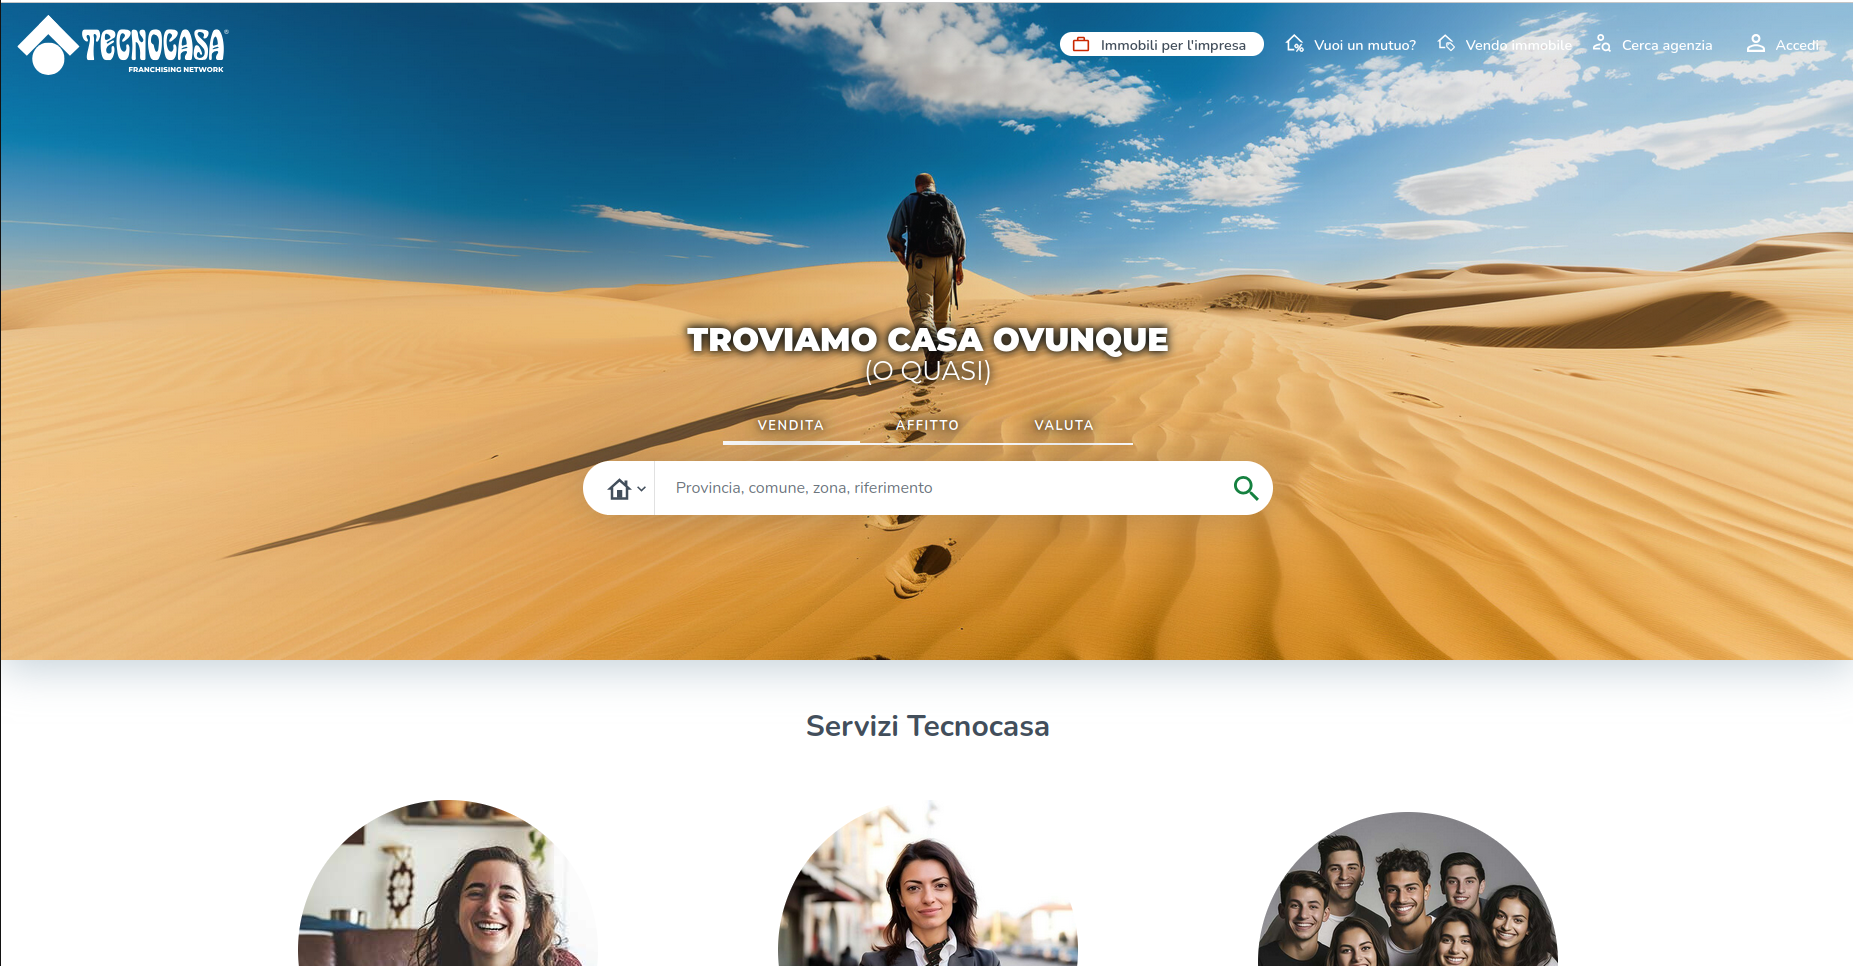 TECNOCASA®
FRANCHISING NETWORK
Immobili per l'impresa
Vuoi un mutuo?
Vendo immobile
Cerca agenzia
Accedi
TROVIAMO CASA OVUNQUE
(O QUASI)
VENDITA
AFFITTO
VALUTA
Provincia, comune, zona, riferimento
Servizi Tecnocasa